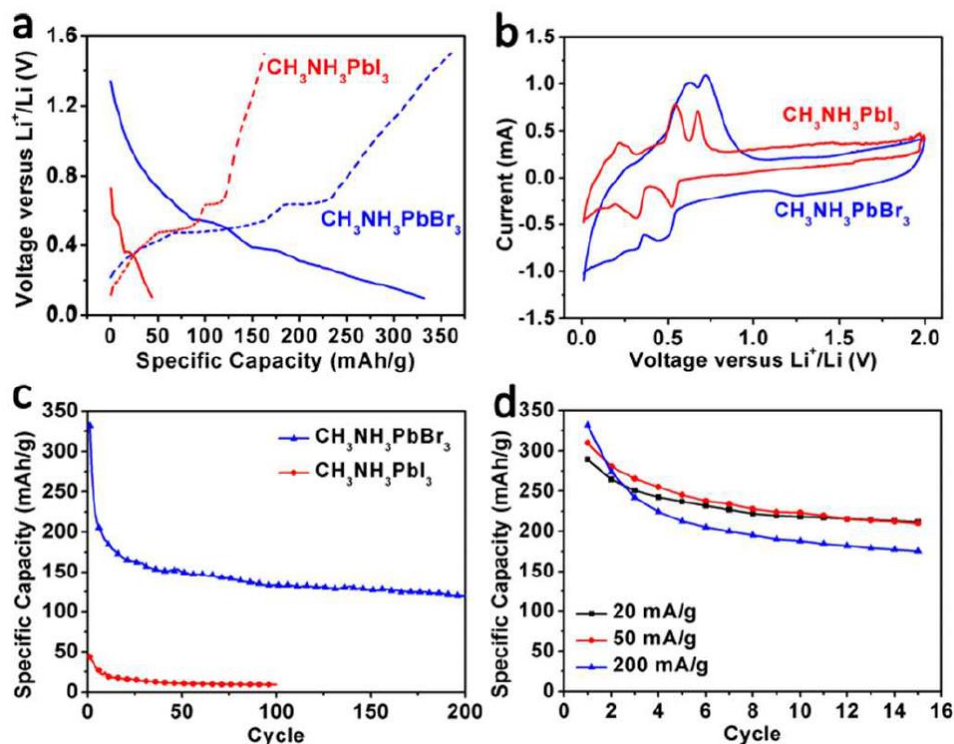 a
Voltage versus Li⁺/Li (V)
1.6
1.2
0.8
0.4
0.0
0 50 100 150 200 250 300 350
Specific Capacity (mAh/g)
CH₃NH₃PbI₃
CH₃NH₃PbBr₃
b
Current (mA)
1.5
1.0
0.5
0.0
-0.5
-1.0
-1.5
0.0 0.5 1.0 1.5 2.0
Voltage versus Li⁺/Li (V)
CH₃NH₃PbI₃
CH₃NH₃PbBr₃
c
Specific Capacity (mAh/g)
350
300
250
200
150
100
50
0
0 50 100 150 200
Cycle
CH₃NH₃PbBr₃
CH₃NH₃PbI₃
d
Specific Capacity (mAh/g)
350
300
250
200
150
100
50
0
0 2 4 6 8 10 12 14 16
Cycle
20 mA/g
50 mA/g
200 mA/g